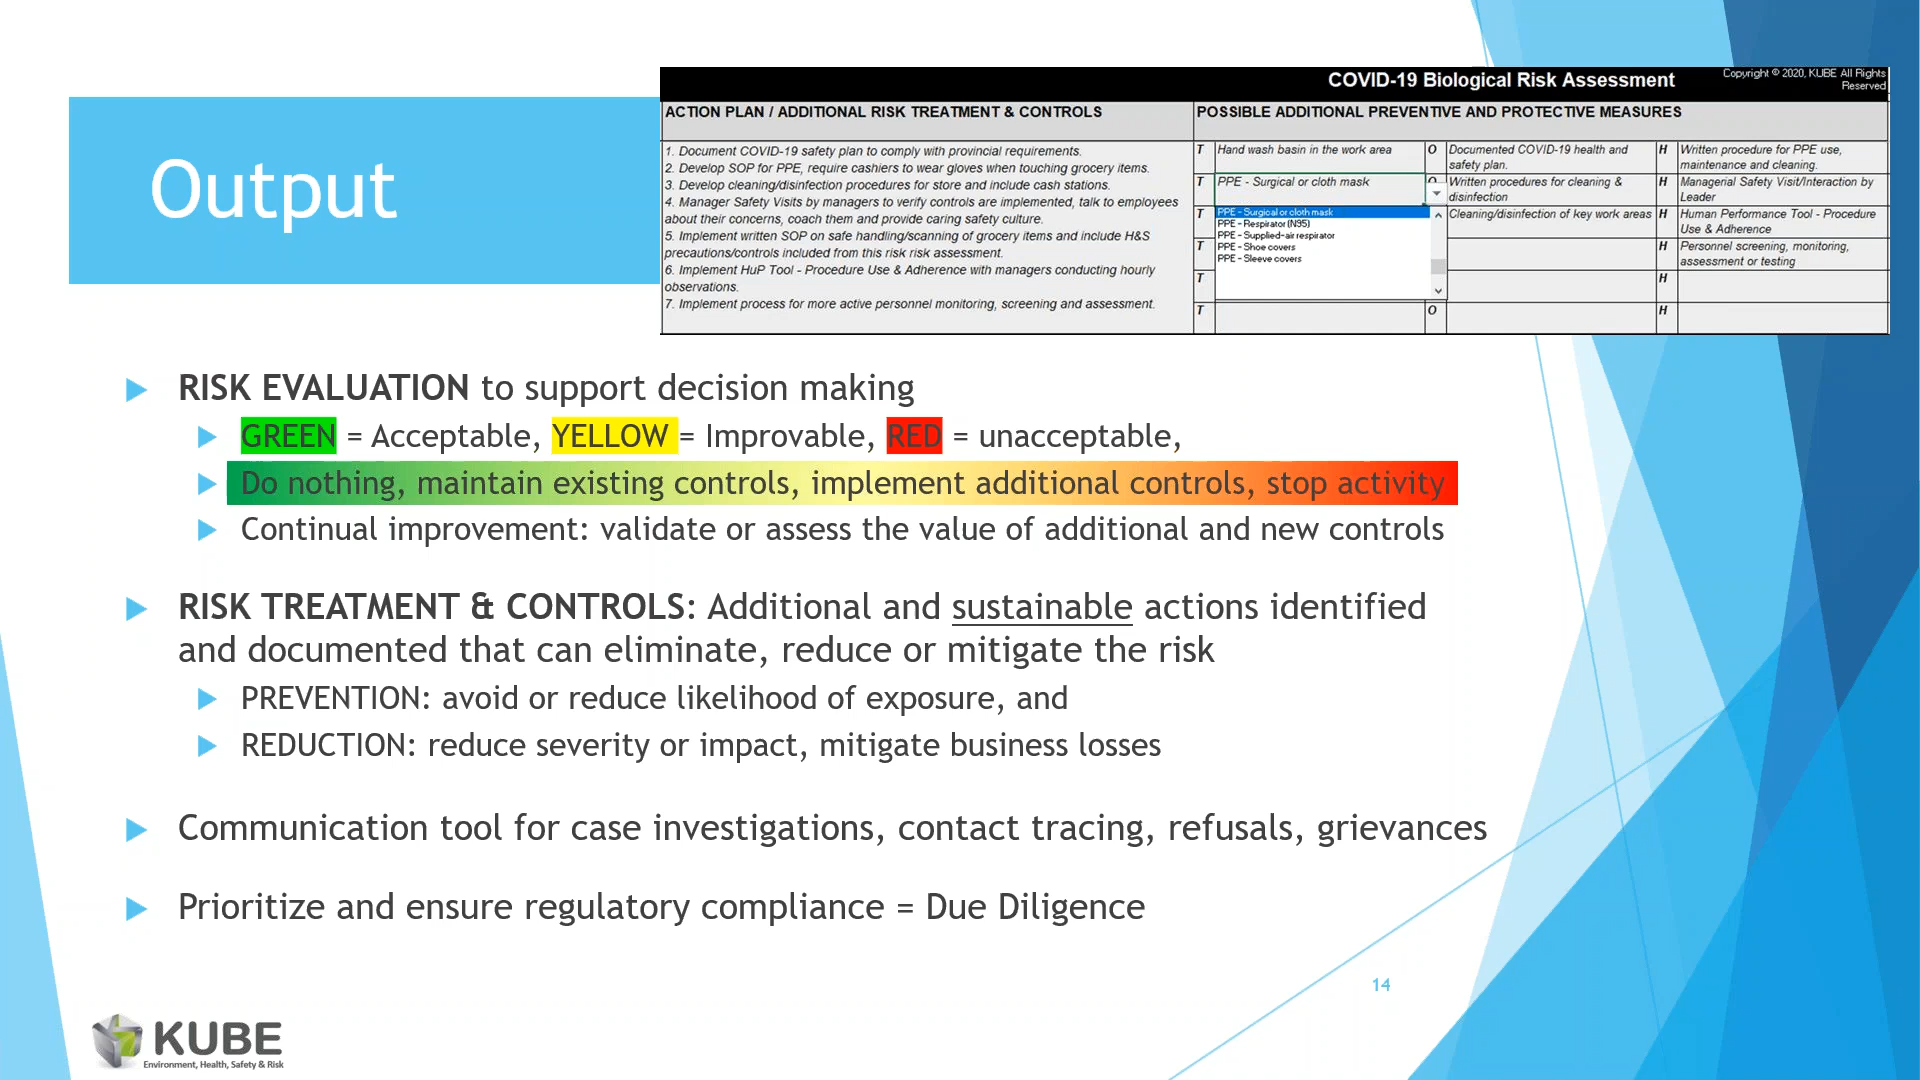 COVID-19 Biological Risk Assessment
Copyright © 2020, KUBE All Rights
Reserved
ACTION PLAN / ADDITIONAL RISK TREATMENT & CONTROLS
1. Document COVID-19 safety plan to comply with provincial requirements.
2. Develop SOP for PPE, require cashiers to wear gloves when touching grocery items.
3. Develop cleaning/disinfection procedures for store and include cash stations.
4. Manager Safety Visits by managers to verify controls are implemented, talk to employees
about their concerns, coach them and provide caring safety culture.
5. Implement written SOP on safe handling/scanning of grocery items and include H&S
precautions/controls included from this risk risk assessment.
6. Implement HuP Tool - Procedure Use & Adherence with managers conducting hourly
observations.
7. Implement process for more active personnel monitoring, screening and assessment.
POSSIBLE ADDITIONAL PREVENTIVE AND PROTECTIVE MEASURES
T Hand wash basin in the work area
T PPE - Surgical or cloth mask
PPE - Surgical or cloth mask
PPE - Respirator (N95)
PPE - Supplied-air respirator
PPE - Shoe covers
PPE - Sleeve covers
T
T
T
T
O Documented COVID-19 health and
safety plan.
O Written procedures for cleaning &
disinfection
Cleaning/disinfection of key work areas
O
H Written procedure for PPE use,
maintenance and cleaning.
H Managerial Safety Visit/Interaction by
Leader
H Human Performance Tool - Procedure
Use & Adherence
H Personnel screening, monitoring,
assessment or testing
H
H
Output
RISK EVALUATION to support decision making
GREEN = Acceptable, YELLOW = Improvable, RED = unacceptable,
Do nothing, maintain existing controls, implement additional controls, stop activity
Continual improvement: validate or assess the value of additional and new controls
RISK TREATMENT & CONTROLS: Additional and sustainable actions identified
and documented that can eliminate, reduce or mitigate the risk
PREVENTION: avoid or reduce likelihood of exposure, and
REDUCTION: reduce severity or impact, mitigate business losses
Communication tool for case investigations, contact tracing, refusals, grievances
Prioritize and ensure regulatory compliance = Due Diligence
14
KUBE
Environment, Health, Safety & Risk